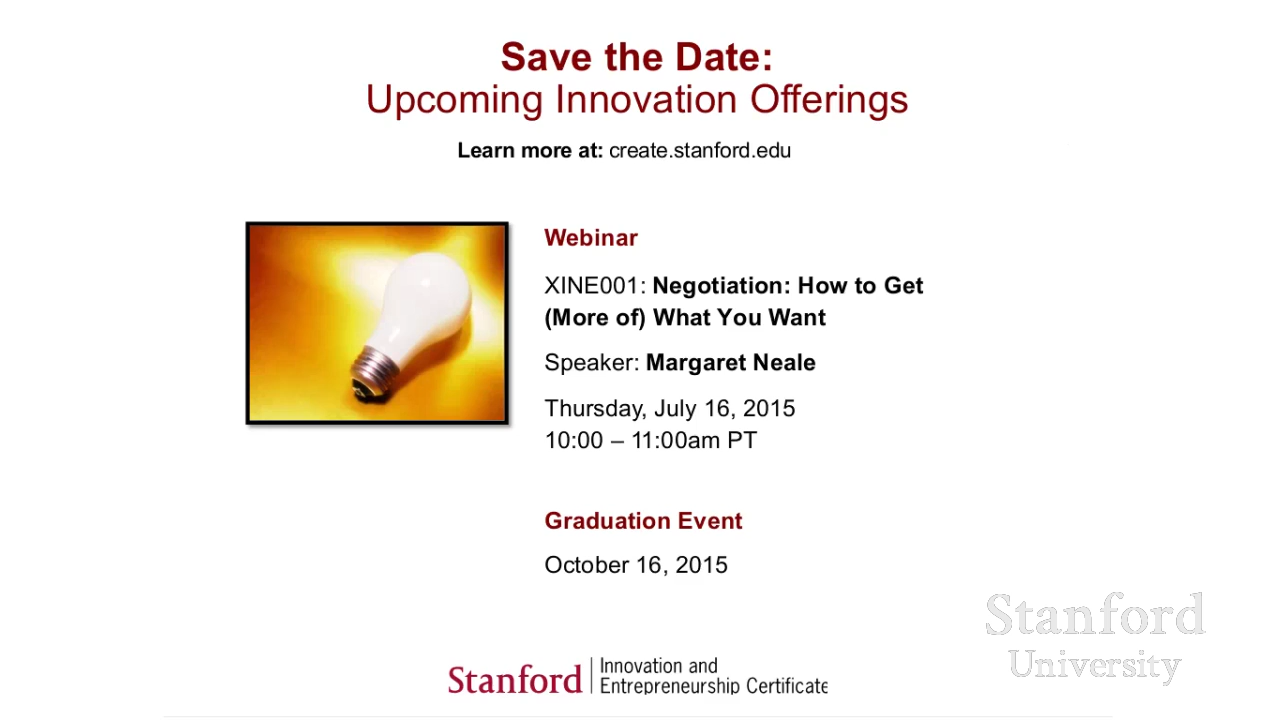 Save the Date:
Upcoming Innovation Offerings
Learn more at: create.stanford.edu
Webinar
XINE001: Negotiation: How to Get
(More of) What You Want
Speaker: Margaret Neale
Thursday, July 16, 2015
10:00 – 11:00am PT
Graduation Event
October 16, 2015
Stanford
University
Stanford
Innovation and
Entrepreneurship Certificate